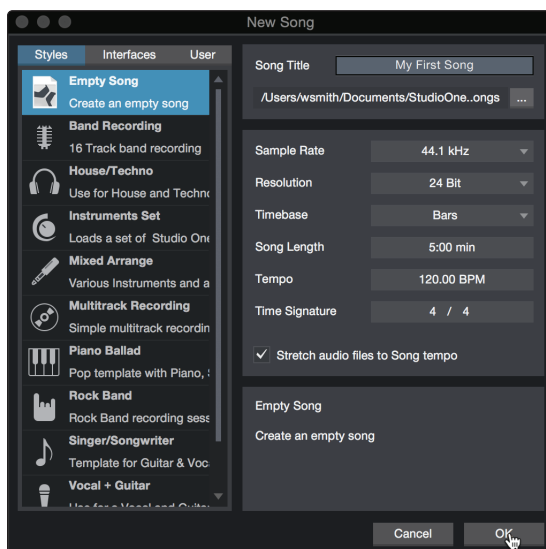 New Song
Styles Interfaces User
Empty Song
Create an empty song
Band Recording
16 Track band recording
House/Techno
Use for House and Techno
Instruments Set
Loads a set of Studio One
Mixed Arrange
Various Instruments and a
Multitrack Recording
Simple multitrack recordin
Piano Ballad
Pop template with Piano,
Rock Band
Rock Band recording sess
Singer/Songwriter
Template for Guitar & Voc
Vocal + Guitar
Song Title My First Song
/Users/wsmith/Documents/StudioOne..ongs ...
Sample Rate 44.1 kHz
Resolution 24 Bit
Timebase Bars
Song Length 5:00 min
Tempo 120.00 BPM
Time Signature 4 / 4
Stretch audio files to Song tempo
Empty Song
Create an empty song
Cancel OK